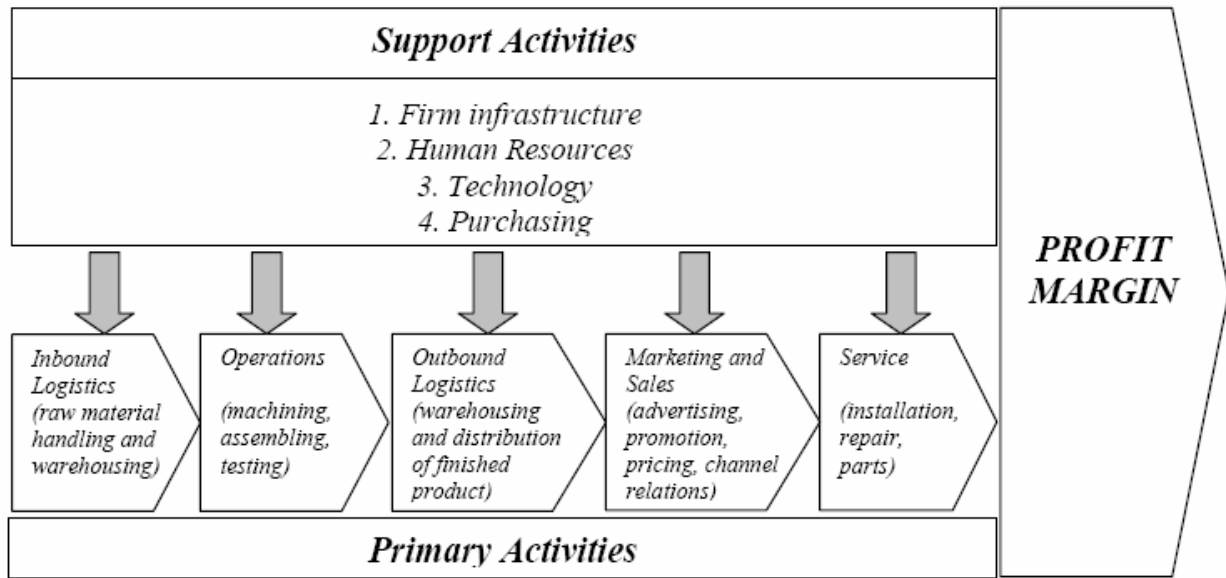 Support Activities
1. Firm infrastructure
2. Human Resources
3. Technology
4. Purchasing
PROFIT
MARGIN
Inbound
Logistics
(raw material
handling and
warehousing)
Operations
(machining,
assembling,
testing)
Outbound
Logistics
(warehousing
and distribution
of finished
product)
Marketing and
Sales
(advertising,
promotion,
pricing, channel
relations)
Service
(installation,
repair,
parts)
Primary Activities